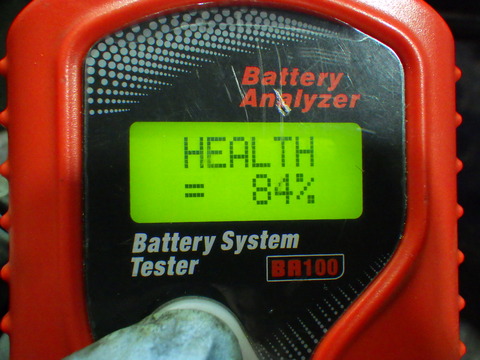 Battery
Analyzer
HEALTH
= 84%
Battery System
Tester
BA100